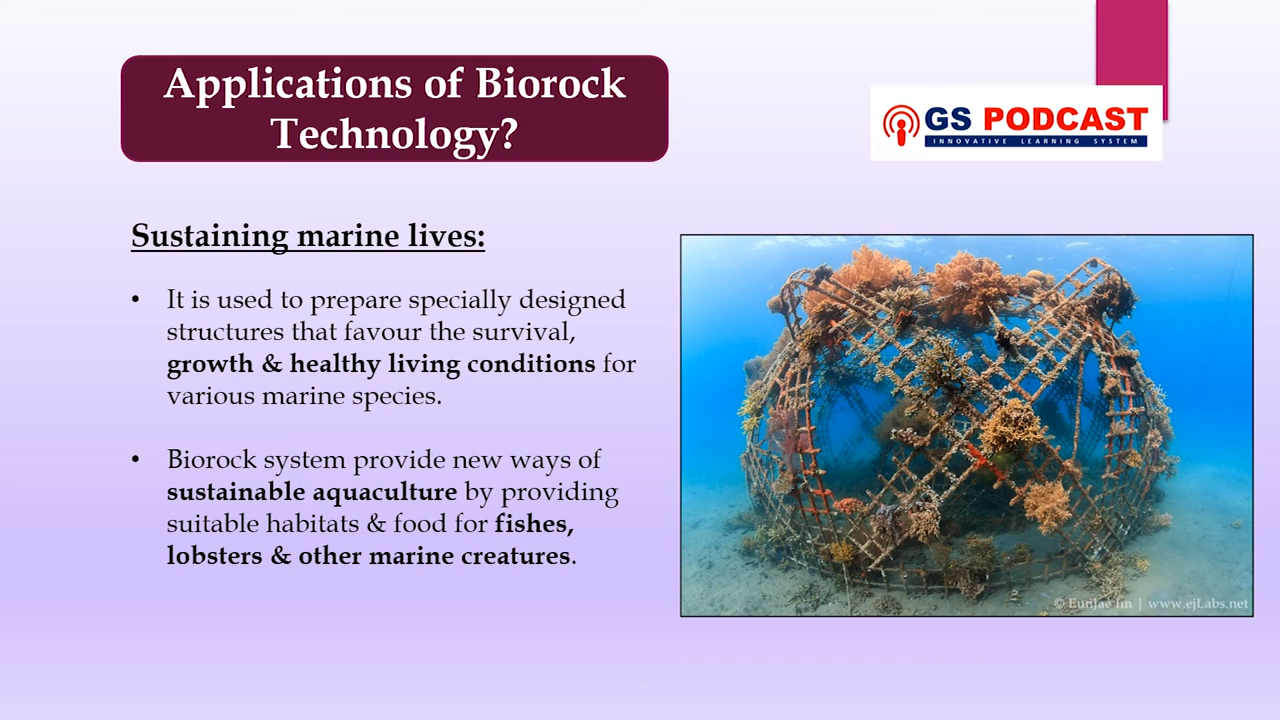 Applications of Biorock
Technology?
GS PODCAST
INNOVATIVE LEARNING SYSTEM
Sustaining marine lives:
• It is used to prepare specially designed
structures that favour the survival,
growth & healthy living conditions for
various marine species.
• Biorock system provide new ways of
sustainable aquaculture by providing
suitable habitats & food for fishes,
lobsters & other marine creatures.
© EunJae Im | www.ejLabs.net